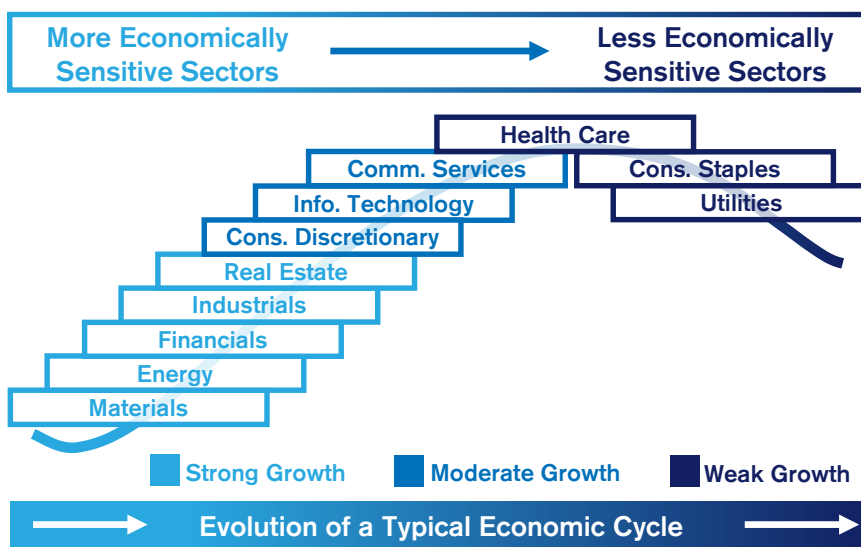 More Economically
Sensitive Sectors
Less Economically
Sensitive Sectors
Health Care
Comm. Services
Cons. Staples
Info. Technology
Utilities
Cons. Discretionary
Real Estate
Industrials
Financials
Energy
Materials
Strong Growth
Moderate Growth
Weak Growth
Evolution of a Typical Economic Cycle